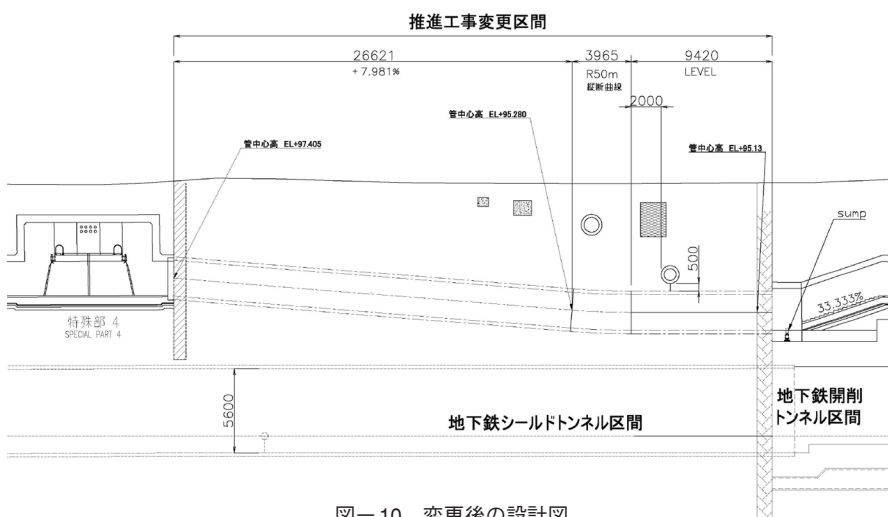 推進工事変更区間
26621
3965
9420
+7.981%
R50m
LEVEL
縦断曲線
2000
管中心高 EL+95.280
管中心高 EL+97.405
管中心高 EL+95.13
sump
500
33.333%
特殊部 4
SPECIAL PART 4
5600
地下鉄シールドトンネル区間
地下鉄開削
トンネル区間
図－10 変更後の設計図